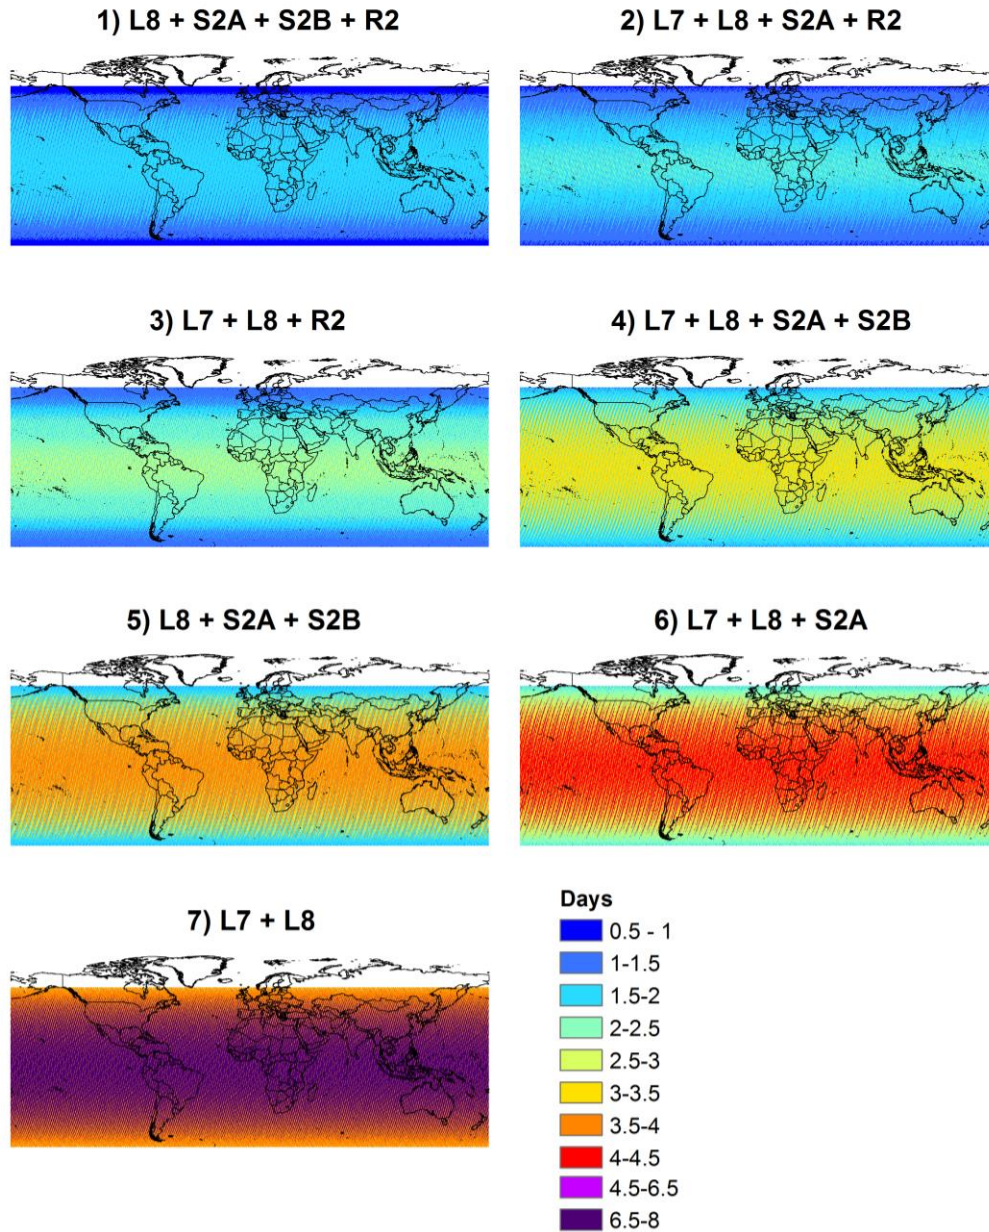 1) L8 + S2A + S2B + R2
2) L7 + L8 + S2A + R2
3) L7 + L8 + R2
4) L7 + L8 + S2A + S2B
5) L8 + S2A + S2B
6) L7 + L8 + S2A
7) L7 + L8
Days
0.5 - 1
1-1.5
1.5-2
2-2.5
2.5-3
3-3.5
3.5-4
4-4.5
4.5-6.5
6.5-8